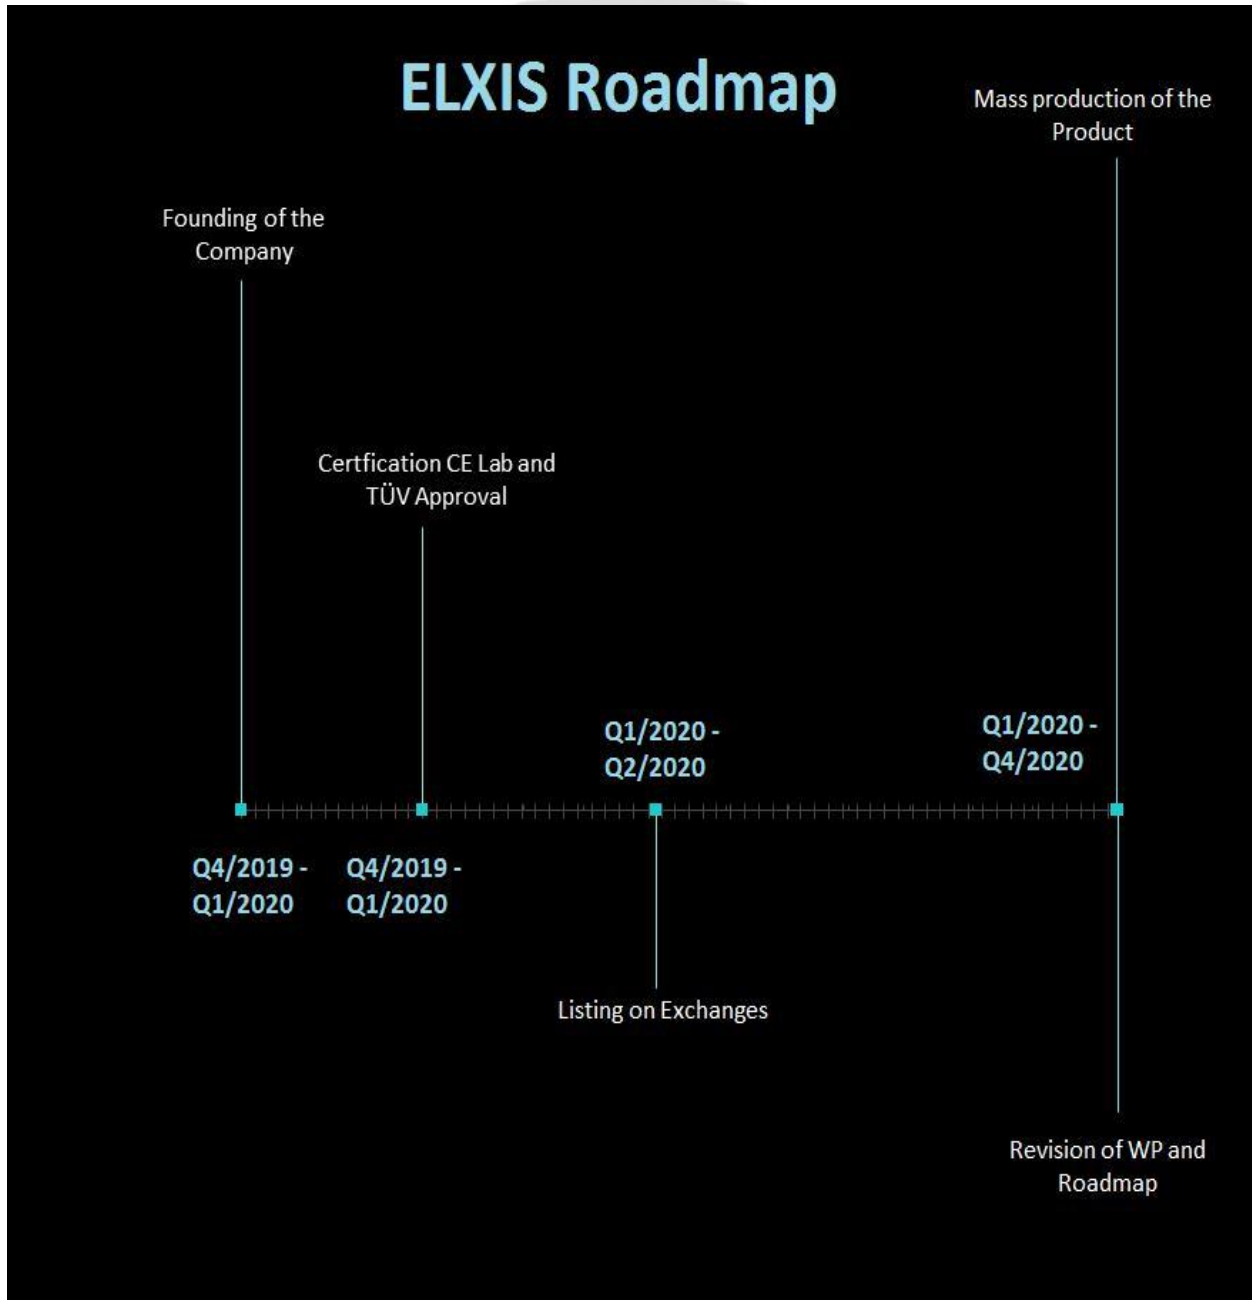 ELXIS Roadmap
Mass production of the
Product
Founding of the
Company
Certfication CE Lab and
TÜV Approval
Q1/2020 -
Q2/2020
Q1/2020 -
Q4/2020
Q4/2019 -
Q1/2020
Q4/2019 -
Q1/2020
Listing on Exchanges
Revision of WP and
Roadmap